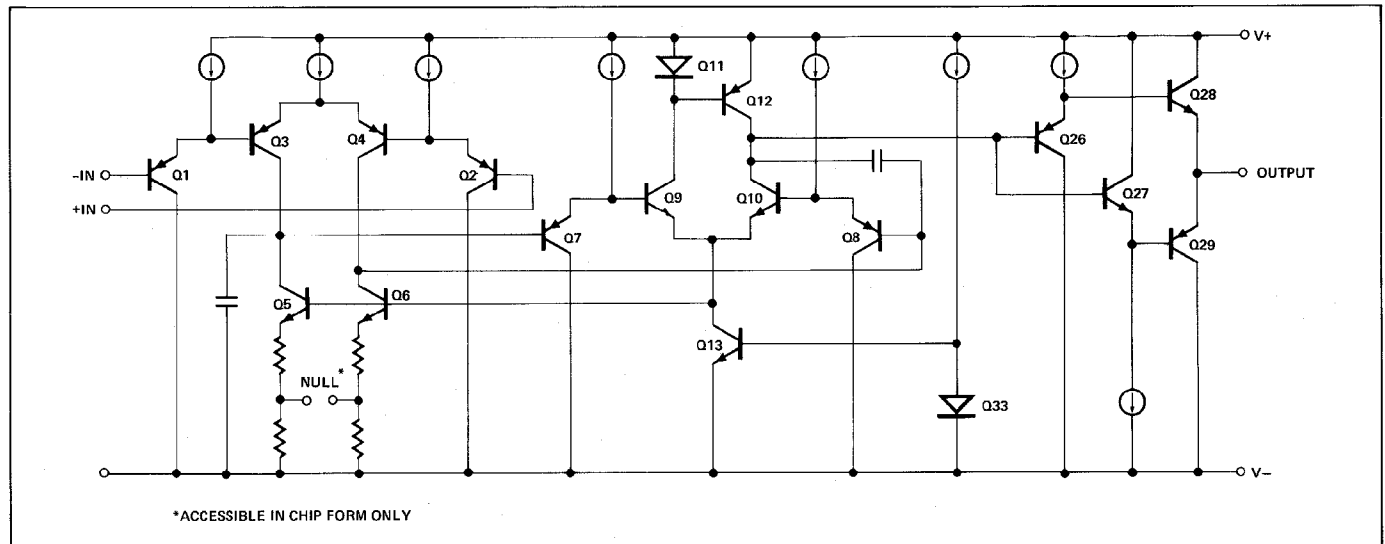 V+
Q11
Q12
Q28
Q3
Q4
Q26
-IN
Q1
Q2
Q9
Q10
Q27
OUTPUT
+IN
Q7
Q8
Q29
Q5
Q6
Q13
NULL*
Q33
V-
*ACCESSIBLE IN CHIP FORM ONLY